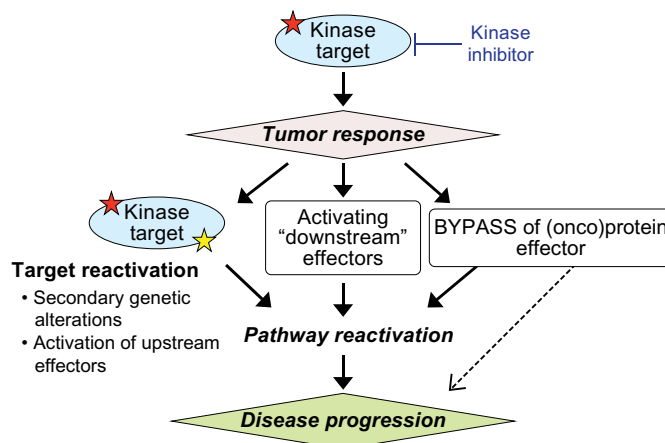 Kinase
target
Kinase
inhibitor
Tumor response
Kinase
target
Activating
“downstream”
effectors
BYPASS of (onco)protein
effector
Target reactivation
• Secondary genetic
alterations
• Activation of upstream
effectors
Pathway reactivation
Disease progression